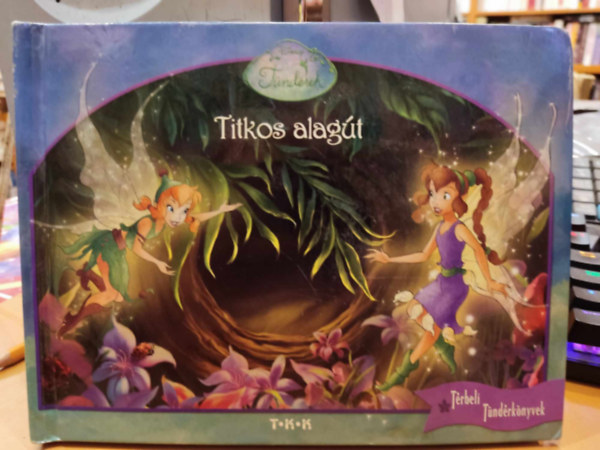 Tündérek
Titkos alagút
Térbeli
Tündérkönyvek
T•K•K